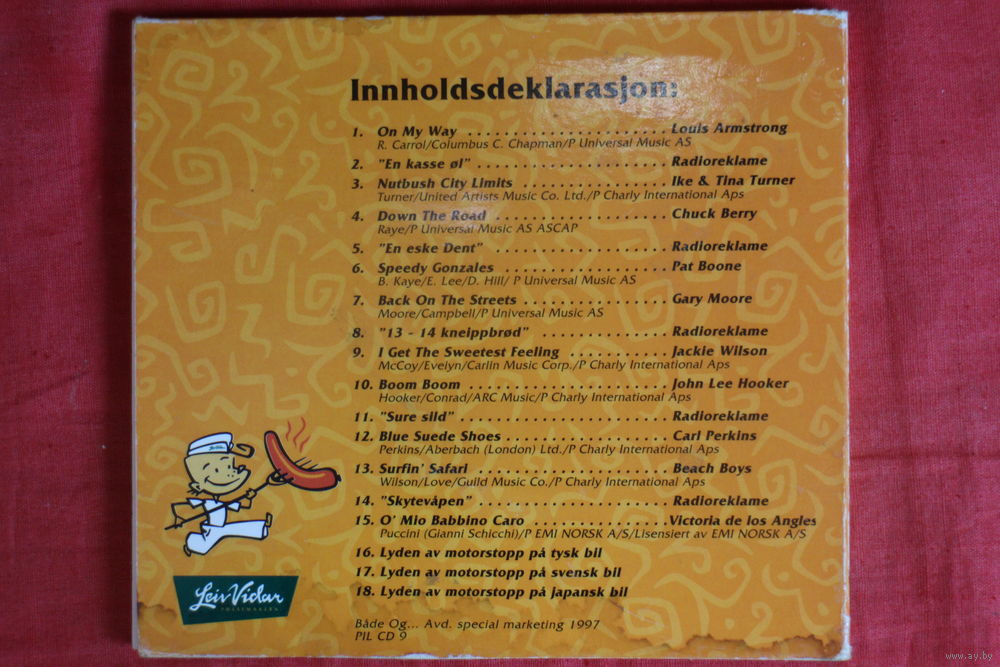 Innholdsdeklarasjon:
1. On My Way ...................... Louis Armstrong
R. Carrol/Columbus C. Chapman/P Universal Music AS
2. "En kasse øl" ..................... Radioreklame
3. Nutbush City Limits ................ Ike & Tina Turner
Turner/United Artists Music Co. Ltd./P Charly International Aps
4. Down The Road ................... Chuck Berry
Raye/P Universal Music AS ASCAP
5. "En eske Dent" ................... Radioreklame
6. Speedy Gonzales .................. Pat Boone
B. Kaye/E. Lee/D. Hill/ P Universal Music AS
7. Back On The Streets ................ Gary Moore
Moore/Campbell/P Universal Music AS
8. "13 - 14 kneippbrød" .............. Radioreklame
9. I Get The Sweetest Feeling ........... Jackie Wilson
McCoy/Evelyn/Carlin Music Corp./P Charly International Aps
10. Boom Boom ...................... John Lee Hooker
Hooker/Conrad/ARC Music/P Charly International Aps
11. "Sure sild" ....................... Radioreklame
12. Blue Suede Shoes .................. Carl Perkins
Perkins/Aberbach (London) Ltd./P Charly International Aps
13. Surfin' Safari ..................... Beach Boys
Wilson/Love/Guild Music Co./P Charly International Aps
14. "Skytevåpen" ..................... Radioreklame
15. O' Mio Babbino Caro ............... Victoria de los Angles
Puccini (Gianni Schicchi)/P EMI NORSK A/S/Lisensiert av EMI NORSK A/S
16. Lyden av motorstopp på tysk bil
17. Lyden av motorstopp på svensk bil
18. Lyden av motorstopp på japansk bil
Både Og... Avd. special marketing 1997
PIL CD 9
Leiv Vidar
www.ay.by